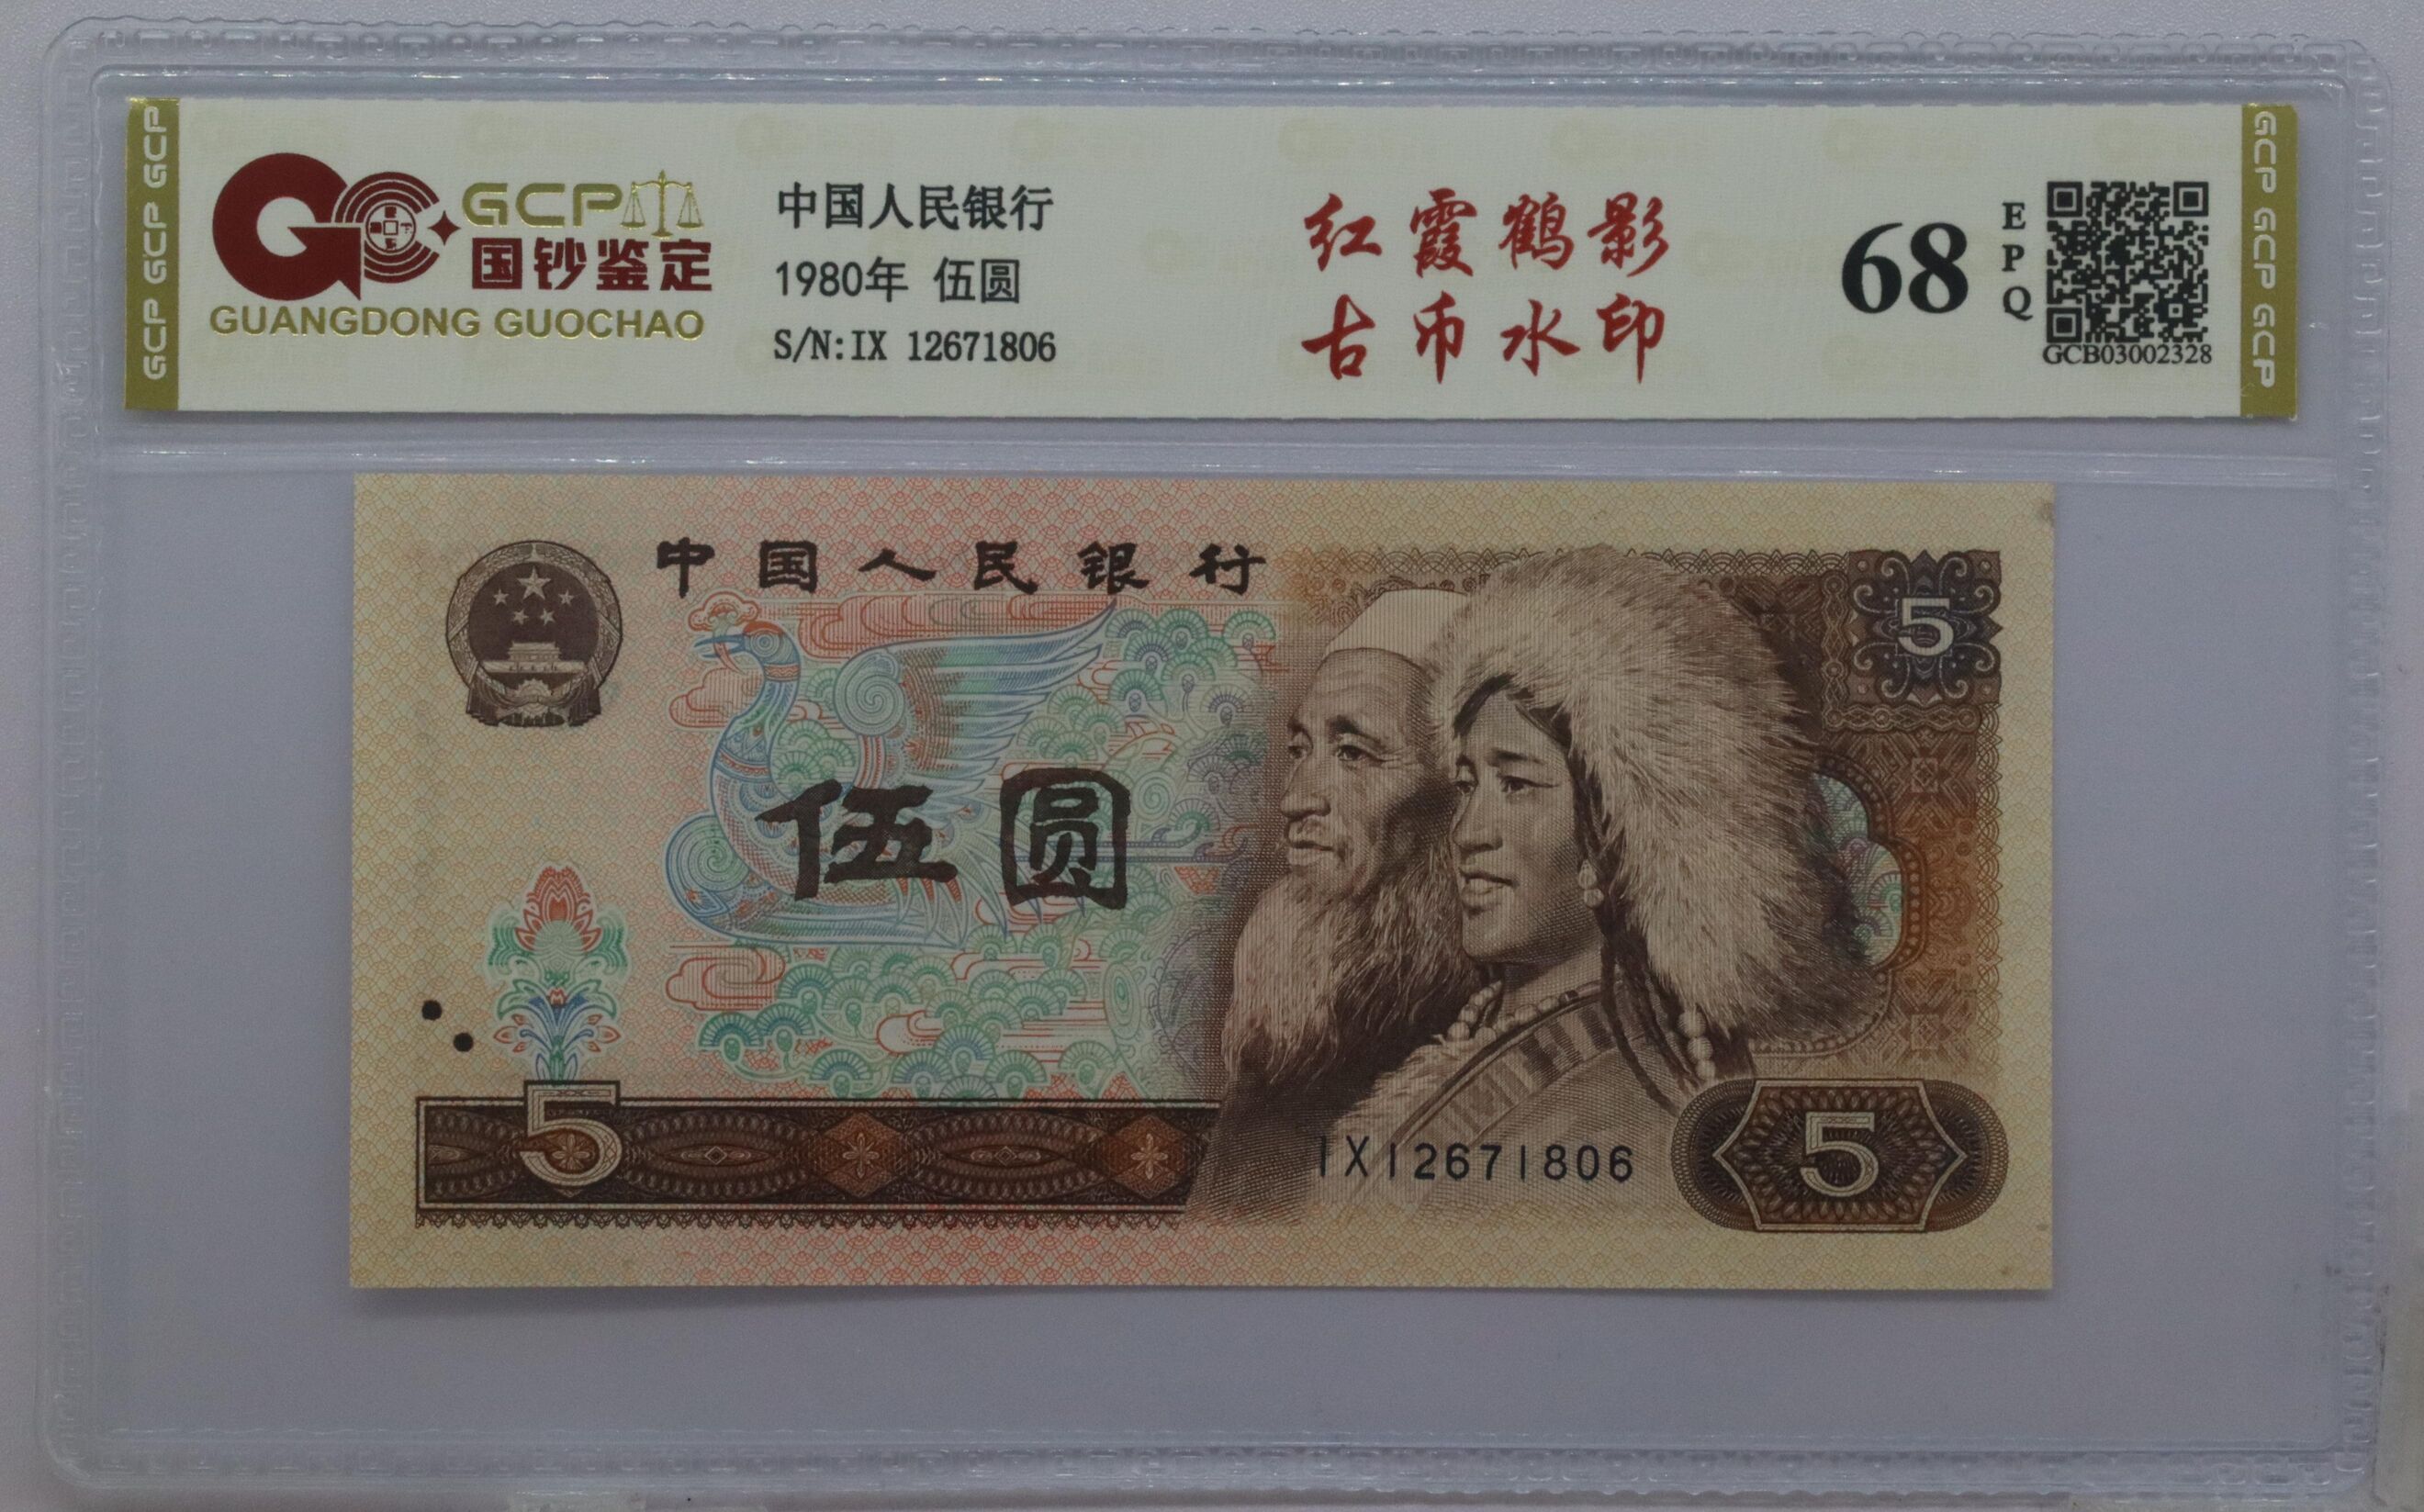 GCP GCP GCP
GCP
国钞鉴定
GUANGDONG GUOCHAO
中国人民银行
1980年 伍圆
S/N:IX 12671806
红霞鹤影
古币水印
68
EPQ
GCB03002328
GCP GCP GCP
中国人民银行
5
伍圆
5
IX12671806
5